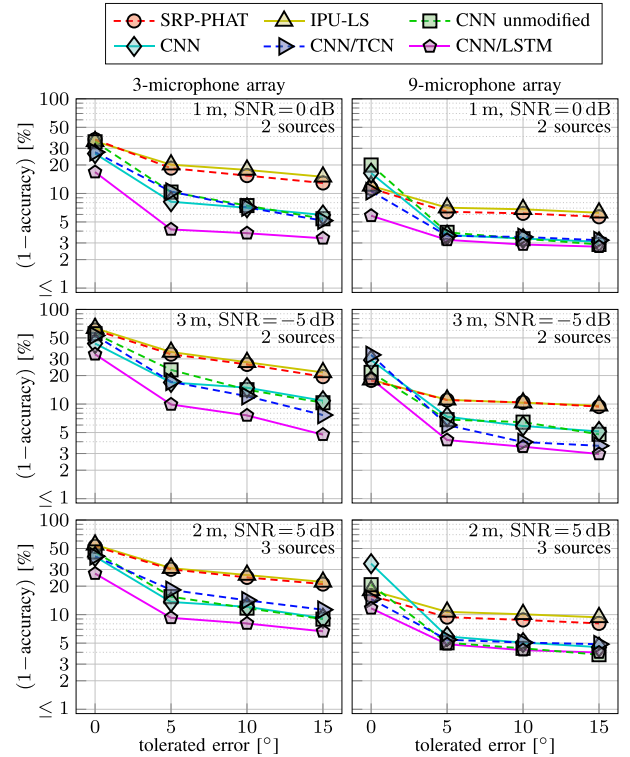 SRP-PHAT IPU-LS CNN unmodified
CNN CNN/TCN CNN/LSTM
3-microphone array 9-microphone array
(1−accuracy) [%]
100
50
30
20
10
5
3
2
≤ 1
1 m, SNR = 0 dB
2 sources
1 m, SNR = 0 dB
2 sources
(1−accuracy) [%]
100
50
30
20
10
5
3
2
≤ 1
3 m, SNR = −5 dB
2 sources
3 m, SNR = −5 dB
2 sources
(1−accuracy) [%]
100
50
30
20
10
5
3
2
≤ 1
2 m, SNR = 5 dB
3 sources
2 m, SNR = 5 dB
3 sources
0 5 10 15 0 5 10 15
tolerated error [°] tolerated error [°]